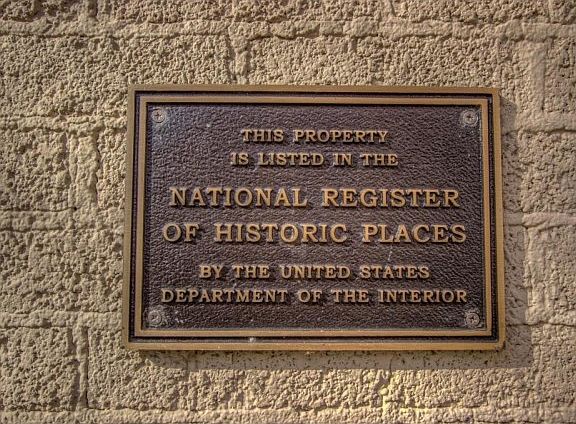 THIS PROPERTY
IS LISTED IN THE
NATIONAL REGISTER
OF HISTORIC PLACES
BY THE UNITED STATES
DEPARTMENT OF THE INTERIOR